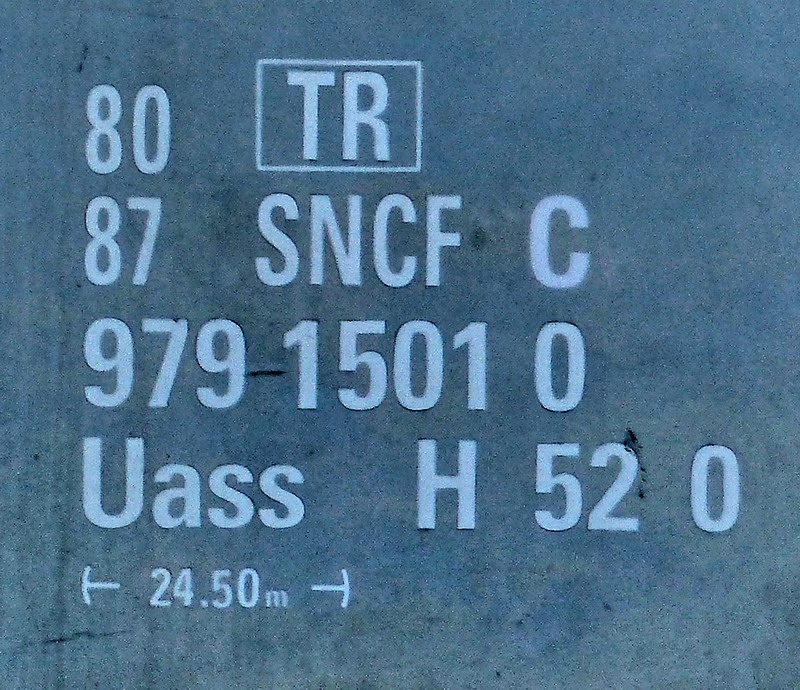 80 TR
87 SNCF C
979 1501 0
Uass H 52 0
24.50m